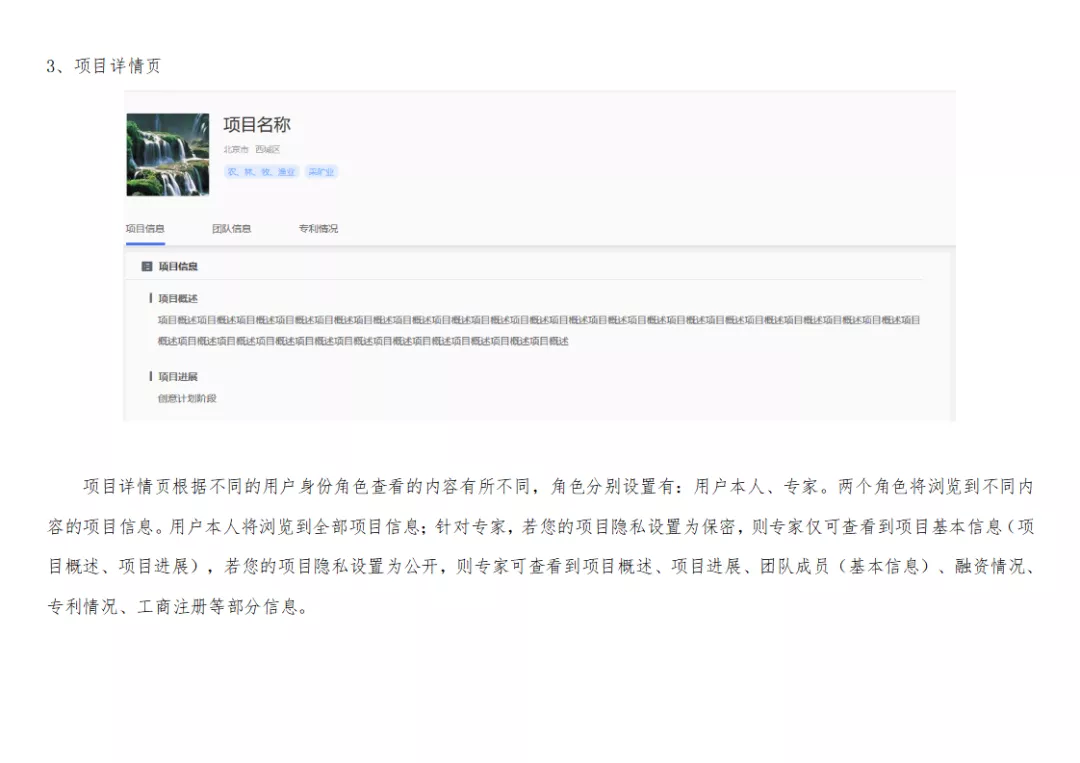 3、项目详情页
项目名称
北京市 西城区
农、林、牧、渔业 采矿业
项目信息 团队信息 专利情况
项目信息
项目概述
项目概述项目概述项目概述项目概述项目概述项目概述项目概述项目概述项目概述项目概述项目概述项目概述项目概述项目概述项目概述项目概述项目概述项目概述项目概述项目
概述项目概述项目概述项目概述项目概述项目概述项目概述项目概述项目概述项目概述项目概述
项目进展
创意计划阶段
项目详情页根据不同的用户身份角色查看的内容有所不同，角色分别设置有：用户本人、专家。两个角色将浏览到不同内
容的项目信息。用户本人将浏览到全部项目信息；针对专家，若您的项目隐私设置为保密，则专家仅可查看到项目基本信息（项
目概述、项目进展），若您的项目隐私设置为公开，则专家可查看到项目概述、项目进展、团队成员（基本信息）、融资情况、
专利情况、工商注册等部分信息。